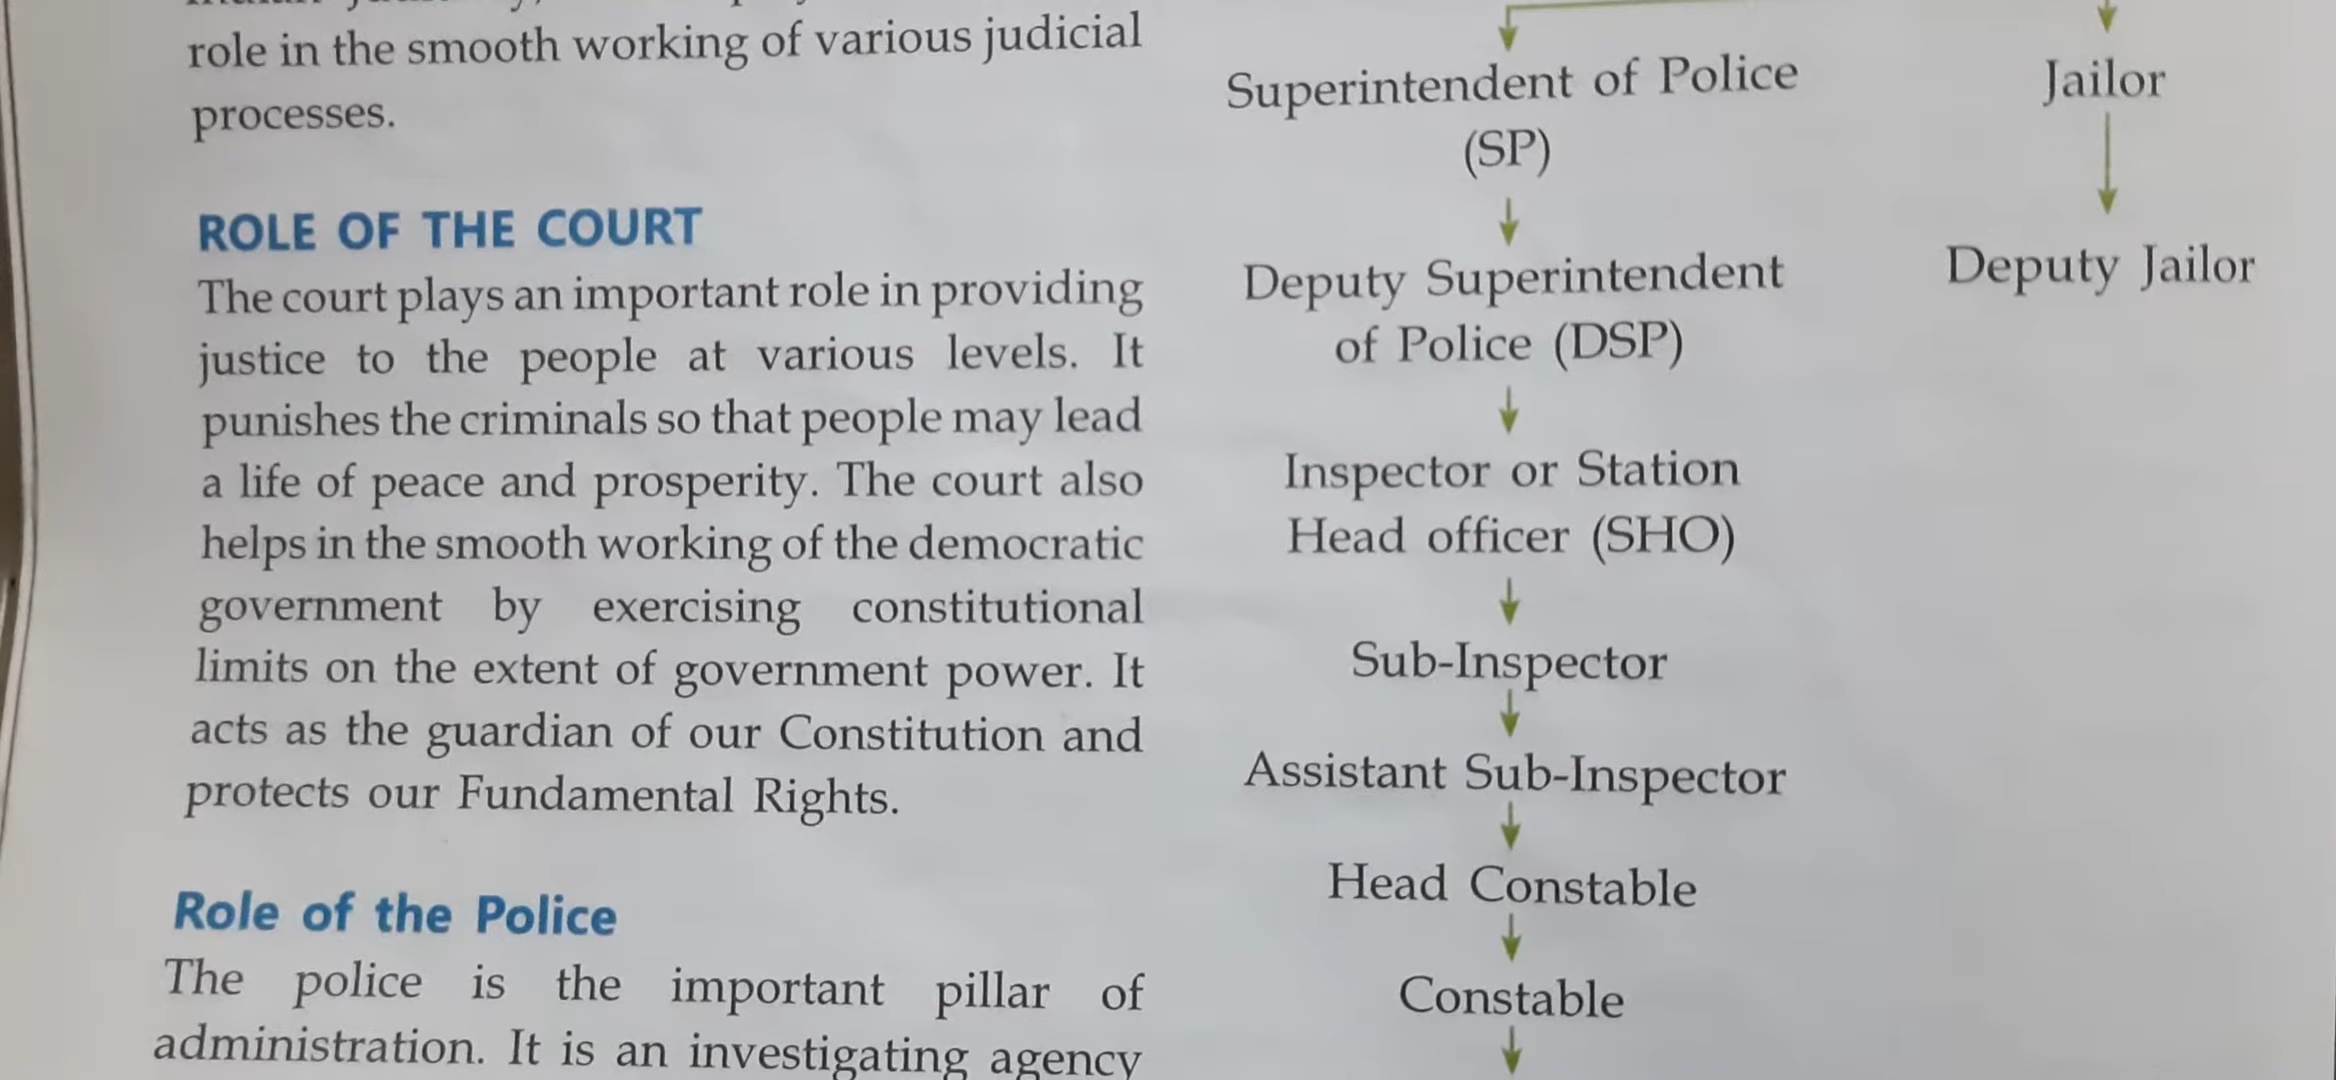 role in the smooth working of various judicial
processes.
ROLE OF THE COURT
The court plays an important role in providing
justice to the people at various levels. It
punishes the criminals so that people may lead
a life of peace and prosperity. The court also
helps in the smooth working of the democratic
government by exercising constitutional
limits on the extent of government power. It
acts as the guardian of our Constitution and
protects our Fundamental Rights.
Role of the Police
The police is the important pillar of
administration. It is an investigating agency
Superintendent of Police
(SP)
Deputy Superintendent
of Police (DSP)
Inspector or Station
Head officer (SHO)
Sub-Inspector
Assistant Sub-Inspector
Head Constable
Constable
Jailor
Deputy Jailor